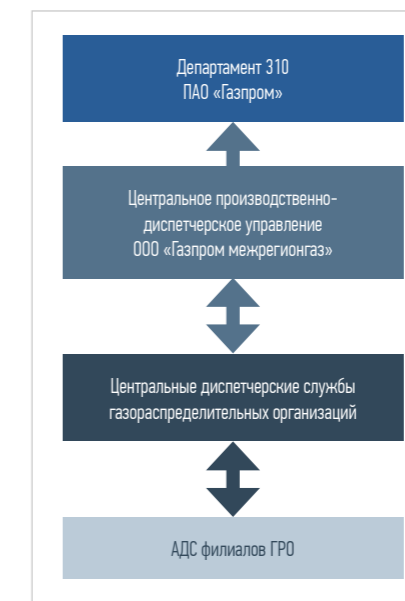 Департамент 310
ПАО «Газпром»
Центральное производственно-
диспетчерское управление
ООО «Газпром межрегионгаз»
Центральные диспетчерские службы
газораспределительных организаций
АДС филиалов ГРО